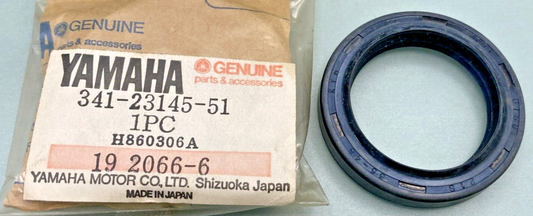 A GENUINE
parts & accessories
YAMAHA GENUINE
parts & accessories
341-23145-51
1PC
H860306A
19 2066-6
YAMAHA MOTOR CO., LTD. Shizuoka Japan
MADE IN JAPAN